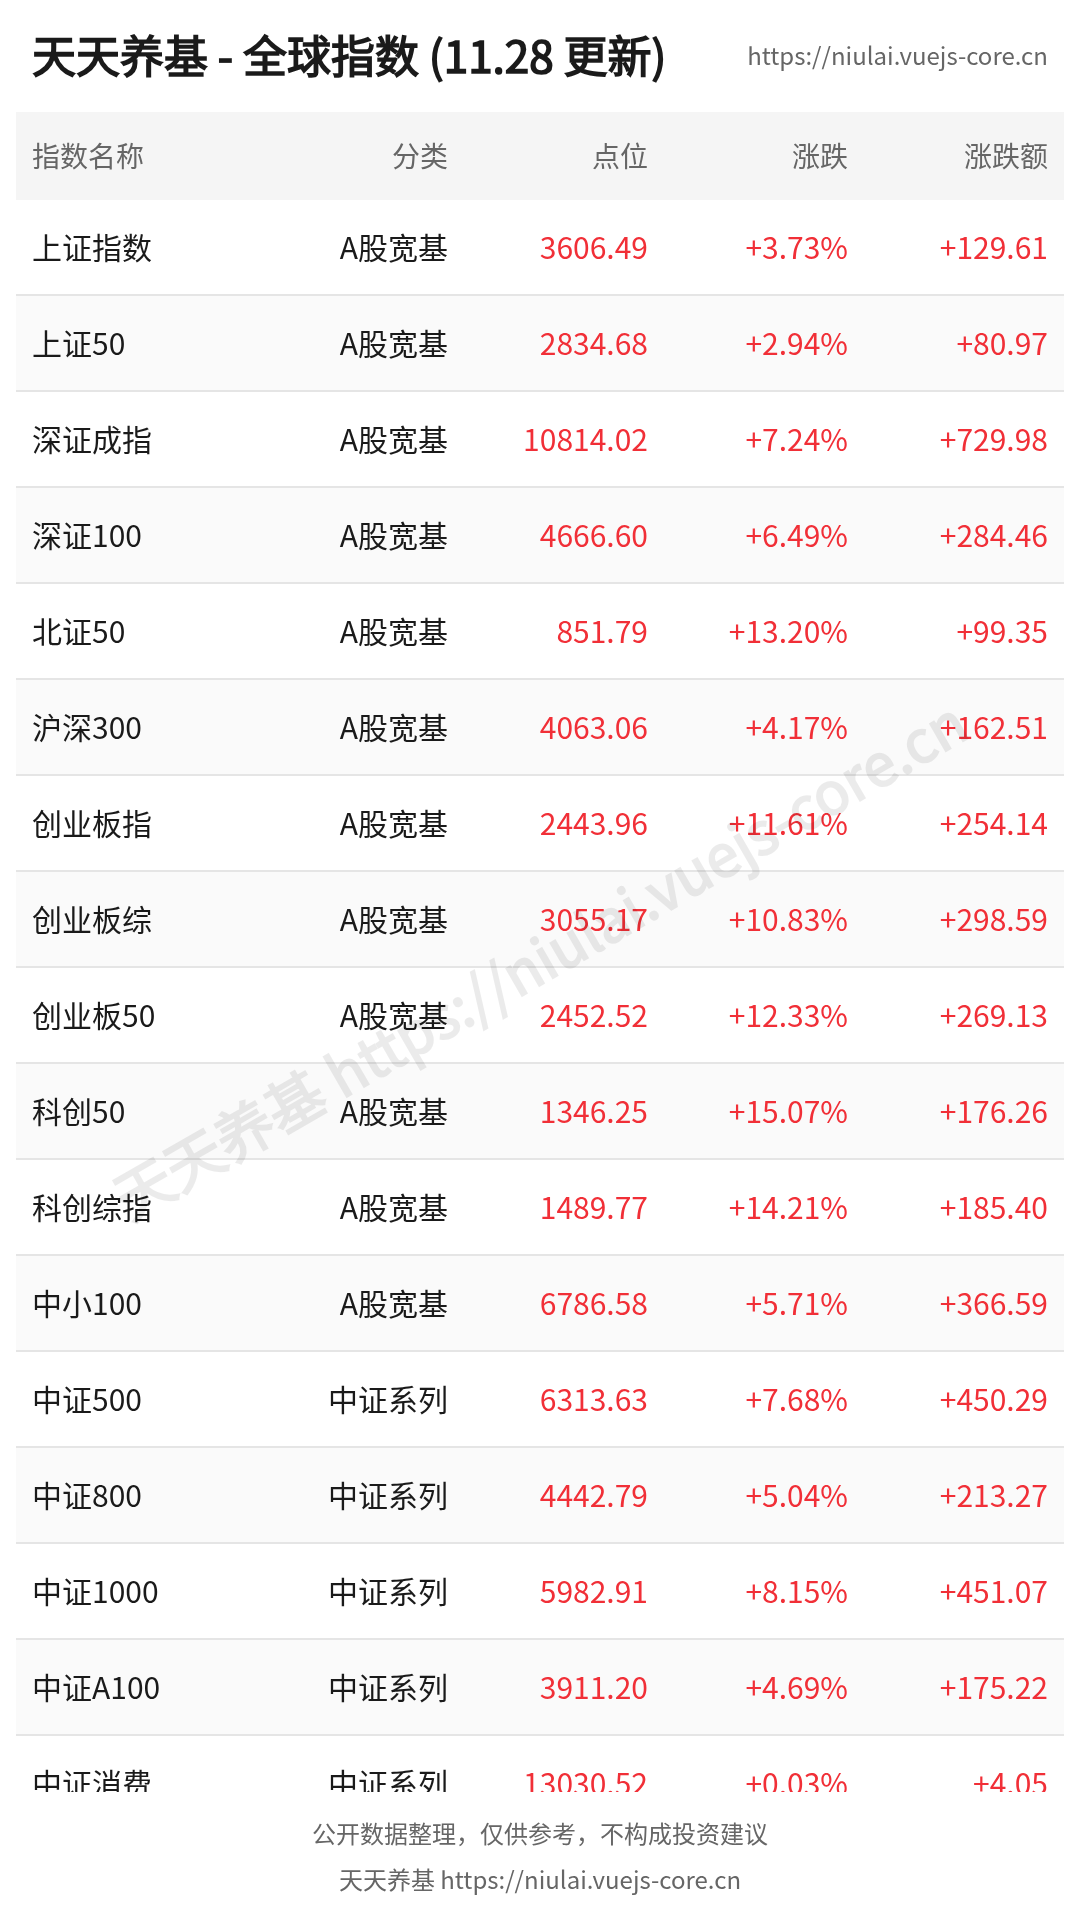 天天养基 - 全球指数 (11.28 更新) https://niulai.vuejs-core.cn
指数名称 分类 点位 涨跌 涨跌额
上证指数 A股宽基 3606.49 +3.73% +129.61
上证50 A股宽基 2834.68 +2.94% +80.97
深证成指 A股宽基 10814.02 +7.24% +729.98
深证100 A股宽基 4666.60 +6.49% +284.46
北证50 A股宽基 851.79 +13.20% +99.35
沪深300 A股宽基 4063.06 +4.17% +162.51
创业板指 A股宽基 2443.96 +11.61% +254.14
创业板综 A股宽基 3055.17 +10.83% +298.59
创业板50 A股宽基 2452.52 +12.33% +269.13
科创50 A股宽基 1346.25 +15.07% +176.26
科创综指 A股宽基 1489.77 +14.21% +185.40
中小100 A股宽基 6786.58 +5.71% +366.59
中证500 中证系列 6313.63 +7.68% +450.29
中证800 中证系列 4442.79 +5.04% +213.27
中证1000 中证系列 5982.91 +8.15% +451.07
中证A100 中证系列 3911.20 +4.69% +175.22
中证消费 中证系列 13030.52 +0.03% +4.05
天天养基 https://niulai.vuejs-core.cn
公开数据整理，仅供参考，不构成投资建议
天天养基 https://niulai.vuejs-core.cn